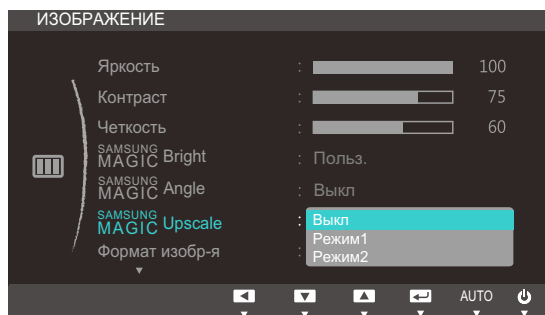 ИЗОБРАЖЕНИЕ
Яркость : 100
Контраст : 75
Четкость : 60
SAMSUNG MAGIC Bright : Польз.
SAMSUNG MAGIC Angle : Выкл
SAMSUNG MAGIC Upscale : Выкл
Режим1
Формат изобр-я : Режим2
AUTO